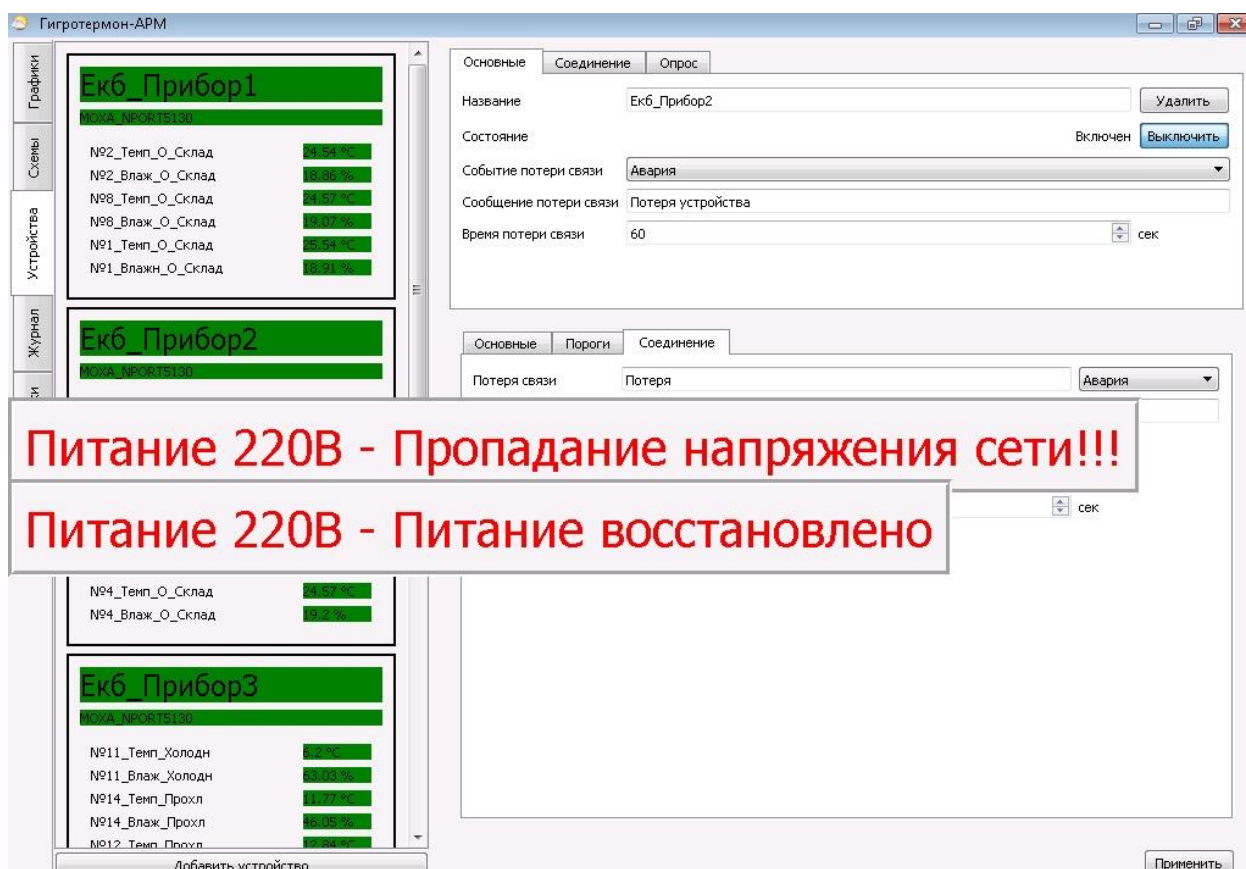 Гигротермон-АРМ
Графики
Схемы
Устройства
Журнал
ки
Екб_Прибор1
MOXA_NPORT5130
№2_Темп_О_Склад 24.54 °C
№2_Влаж_О_Склад 18.86 %
№8_Темп_О_Склад 24.57 °C
№8_Влаж_О_Склад 19.07 %
№1_Темп_О_Склад 25.54 °C
№1_Влажн_О_Склад 18.91 %
Екб_Прибор2
MOXA_NPORT5130
№4_Темп_О_Склад 24.57 °C
№4_Влаж_О_Склад 19.2 %
Екб_Прибор3
MOXA_NPORT5130
№11_Темп_Холодн 6.2 °C
№11_Влаж_Холодн 63.03 %
№14_Темп_Прохл 11.77 °C
№14_Влаж_Прохл 46.05 %
№12_Темп_Прохл 12.84 °C
Добавить устройство
Основные Соединение Опрос
Название Екб_Прибор2 Удалить
Состояние Включен Выключить
Событие потери связи Авария
Сообщение потери связи Потеря устройства
Время потери связи 60 сек
Основные Пороги Соединение
Потеря связи Потеря Авария
Питание 220В - Пропадание напряжения сети!!!
сек
Питание 220В - Питание восстановлено
Применить